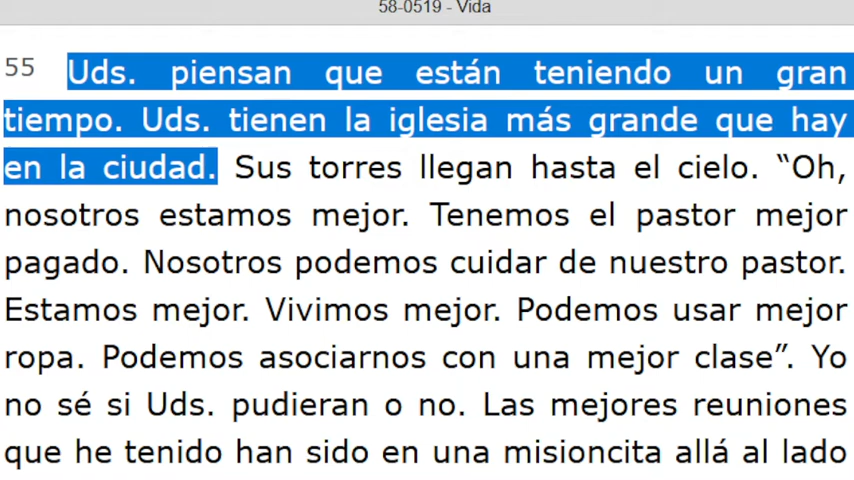 58-0519 - Vida
55 Uds. piensan que están teniendo un gran
tiempo. Uds. tienen la iglesia más grande que hay
en la ciudad. Sus torres llegan hasta el cielo. “Oh,
nosotros estamos mejor. Tenemos el pastor mejor
pagado. Nosotros podemos cuidar de nuestro pastor.
Estamos mejor. Vivimos mejor. Podemos usar mejor
ropa. Podemos asociarnos con una mejor clase”. Yo
no sé si Uds. pudieran o no. Las mejores reuniones
que he tenido han sido en una misioncita allá al lado